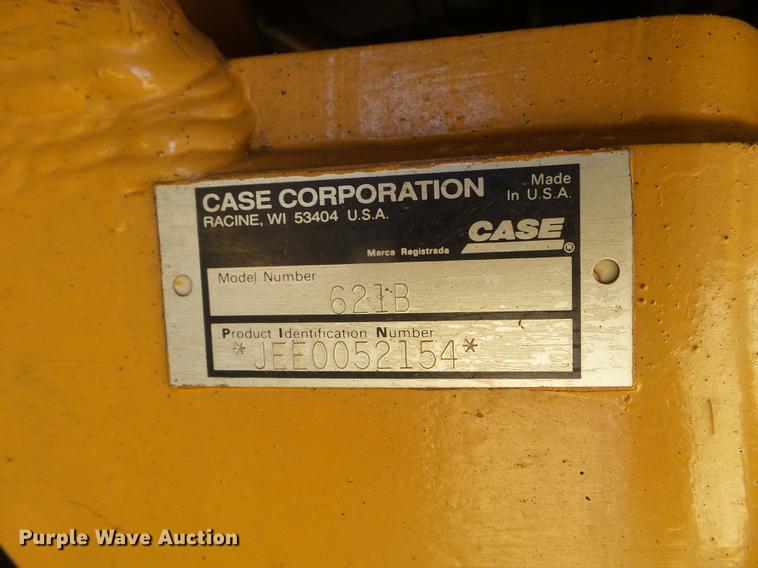 CASE CORPORATION
RACINE, WI 53404 U.S.A.
Made
In U.S.A.
CASE ®
Marca Registrada
Model Number
621B
Product Identification Number
*JEE0052154*
Purple Wave Auction